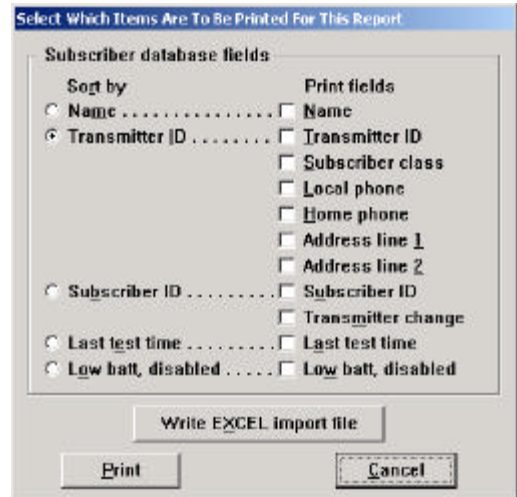 Select Which Items Are To Be Printed For This Report
Subscriber database fields
Sort by Print fields
Name . . . . . . . . . . . . . . . Name
Transmitter ID . . . . . . . . Transmitter ID
Subscriber class
Local phone
Home phone
Address line 1
Address line 2
Subscriber ID . . . . . . . . . Subscriber ID
Transmitter change
Last test time . . . . . . . . . Last test time
Low batt, disabled . . . . . Low batt, disabled
Write EXCEL import file
Print Cancel